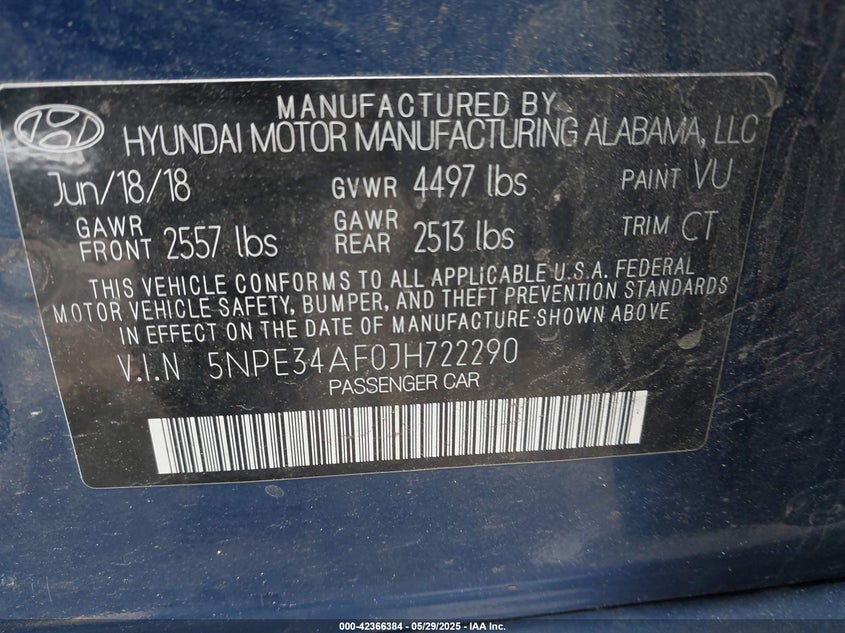 MANUFACTURED BY
HYUNDAI MOTOR MANUFACTURING ALABAMA, LLC
Jun/18/18 GVWR 4497 lbs PAINT VU
GAWR FRONT 2557 lbs GAWR REAR 2513 lbs TRIM CT
THIS VEHICLE CONFORMS TO ALL APPLICABLE U.S.A. FEDERAL
MOTOR VEHICLE SAFETY, BUMPER, AND THEFT PREVENTION STANDARDS
IN EFFECT ON THE DATE OF MANUFACTURE SHOWN ABOVE
V.I.N 5NPE34AF0JH722290
PASSENGER CAR
000-42366384 | 05/29/2025 - IAA Inc.